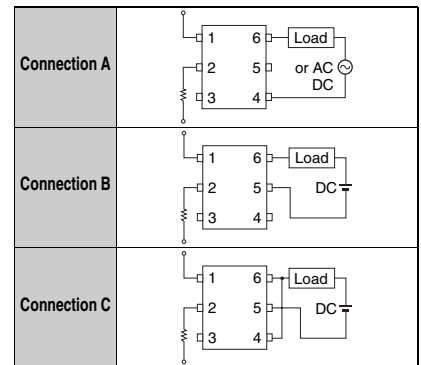 Connection A
1 6 Load
2 5 or AC
DC
3 4
Connection B
1 6 Load
2 5 DC
3 4
Connection C
1 6 Load
2 5 DC
3 4